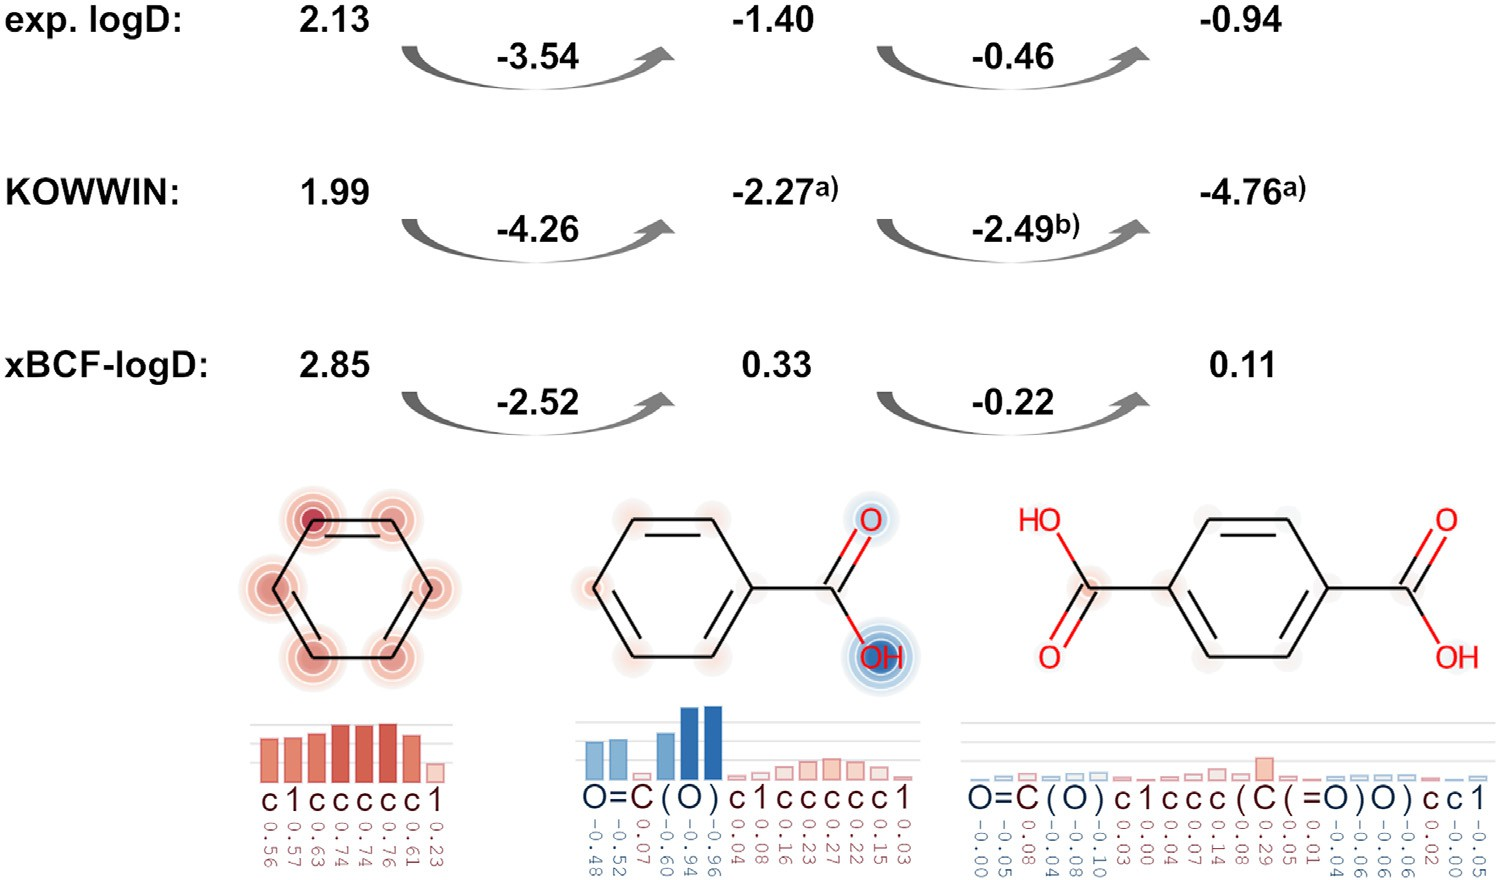 exp. logD: 2.13 -1.40 -0.94
-3.54 -0.46
KOWWIN: 1.99 -2.27a) -4.76a)
-4.26 -2.49b)
xBCF-logD: 2.85 0.33 0.11
-2.52 -0.22
O HO O
OH O OH
c1ccccc1 O=C(O)c1ccccc1 O=C(O)c1ccc(C(=O)O)cc1
0.56 0.57 0.63 0.74 0.74 0.76 0.61 0.23 -0.48 -0.52 0.07 -0.60 -0.94 -0.96 0.04 0.08 0.16 0.23 0.27 0.22 0.15 0.03 -0.00 -0.05 0.08 -0.04 -0.08 -0.10 0.03 0.00 0.04 0.07 0.14 0.08 0.29 0.05 0.01 -0.04 -0.06 -0.06 -0.06 0.02 -0.00 -0.05